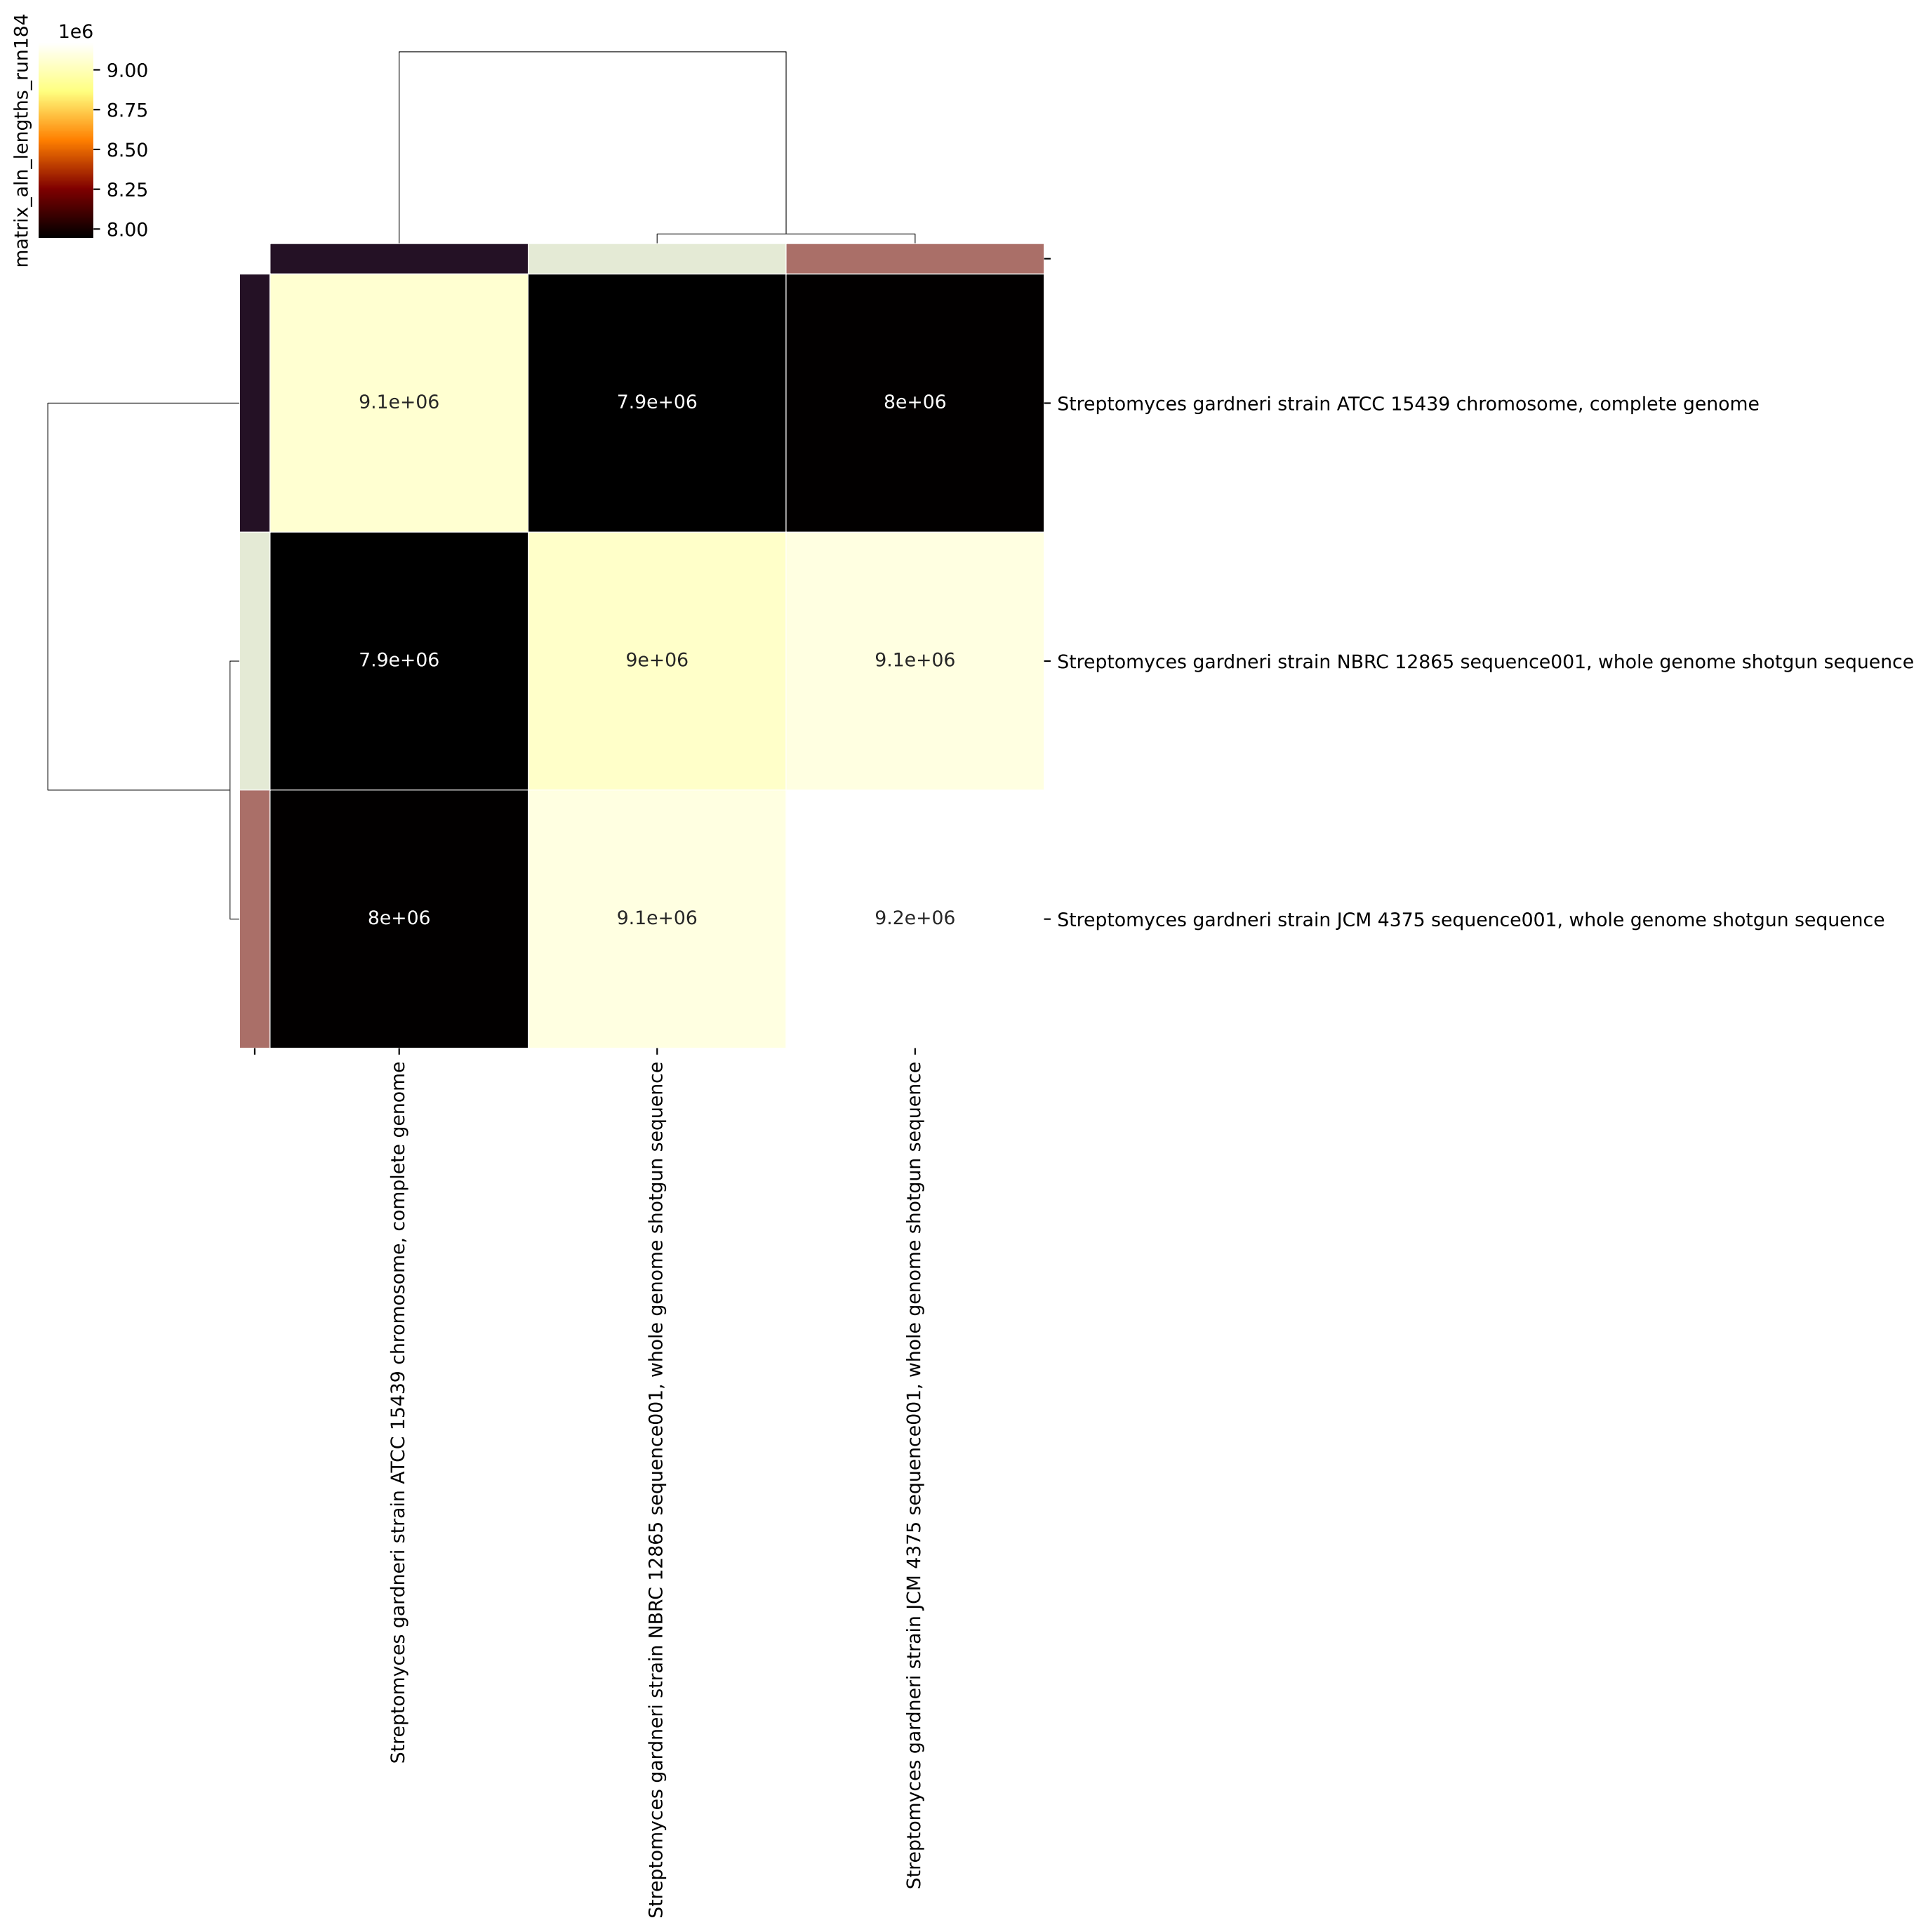 matrix_aln_lengths_run184
1e6
9.00
8.75
8.50
8.25
8.00
9.1e+06 7.9e+06 8e+06
Streptomyces gardneri strain ATCC 15439 chromosome, complete genome
7.9e+06 9e+06 9.1e+06
Streptomyces gardneri strain NBRC 12865 sequence001, whole genome shotgun sequence
8e+06 9.1e+06 9.2e+06
Streptomyces gardneri strain JCM 4375 sequence001, whole genome shotgun sequence
Streptomyces gardneri strain ATCC 15439 chromosome, complete genome
Streptomyces gardneri strain NBRC 12865 sequence001, whole genome shotgun sequence
Streptomyces gardneri strain JCM 4375 sequence001, whole genome shotgun sequence